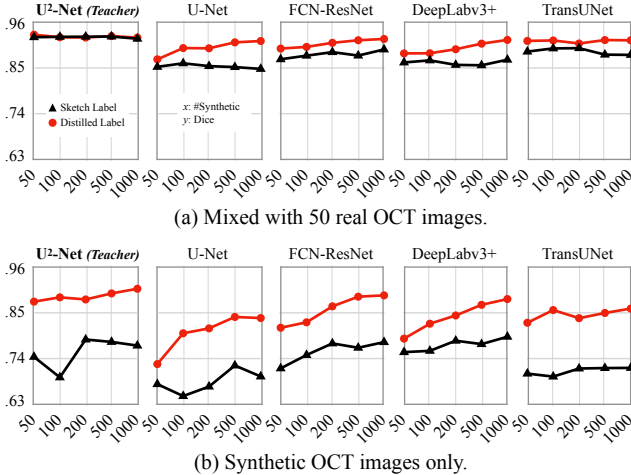 U²-Net (Teacher) U-Net FCN-ResNet DeepLabv3+ TransUNet
.96
.85
.74
.63
Sketch Label
Distilled Label
x: #Synthetic
y: Dice
50 100 200 500 1000 50 100 200 500 1000 50 100 200 500 1000 50 100 200 500 1000 50 100 200 500 1000
(a) Mixed with 50 real OCT images.
U²-Net (Teacher) U-Net FCN-ResNet DeepLabv3+ TransUNet
.96
.85
.74
.63
50 100 200 500 1000 50 100 200 500 1000 50 100 200 500 1000 50 100 200 500 1000 50 100 200 500 1000
(b) Synthetic OCT images only.